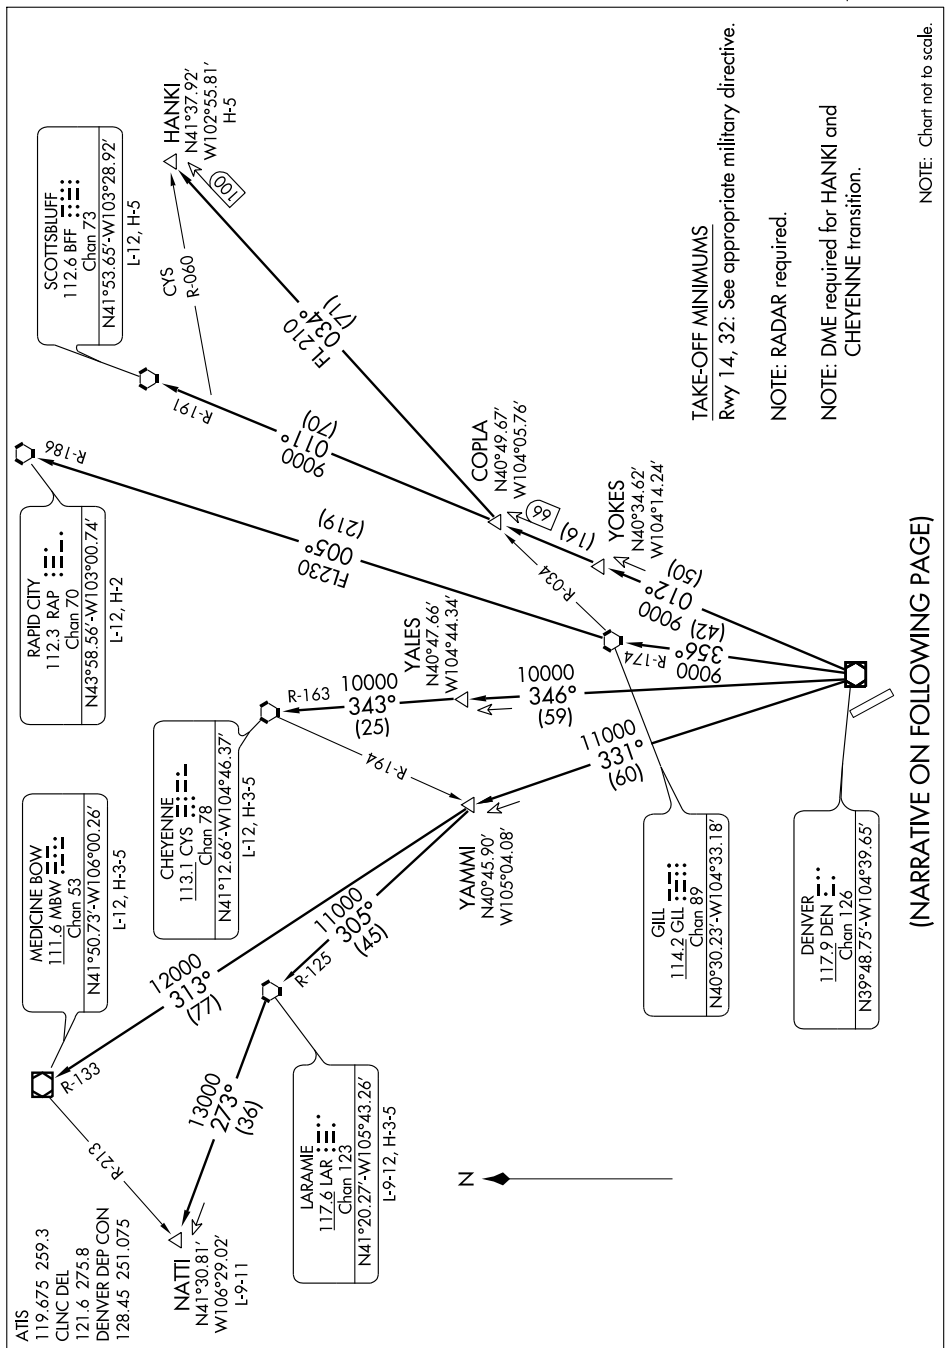 ATIS
119.675 259.3
CLNC DEL
121.6 275.8
DENVER DEP CON
128.45 251.075
MEDICINE BOW
111.6 MBW
Chan 53
N41°50.73'-W106°00.26'
L-12, H-3-5
RAPID CITY
112.3 RAP
Chan 70
N43°58.56'-W103°00.74'
L-12, H-2
SCOTTSBLUFF
112.6 BFF
Chan 73
N41°53.65'-W103°28.92'
L-12, H-5
HANKI
N41°37.92'
W102°55.81'
H-5
CHEYENNE
113.1 CYS
Chan 78
N41°12.66'-W104°46.37'
L-12, H-3-5
NATTI
N41°30.81'
W106°29.02'
L-9-11
LARAMIE
117.6 LAR
Chan 123
N41°20.27'-W105°43.26'
L-9-12, H-3-5
R-133
R-213
12000
313°
(77)
13000
273°
(36)
R-125
11000
305°
(45)
R-194
R-163
10000
343°
(25)
YALES
N40°47.66'
W104°44.34'
YAMMI
N40°45.90'
W105°04.08'
R-186
FL230
005°
(219)
R-191
9000
011°
(70)
CYS
R-060
100
FL210
034°
(71)
COPLA
N40°49.67'
W104°05.76'
66
(16)
YOKES
N40°34.62'
W104°14.24'
R-034
R-174
11000
331°
(60)
10000
346°
(59)
9000
356°
(42)
9000
012°
(50)
GILL
114.2 GLL
Chan 89
N40°30.23'-W104°33.18'
DENVER
117.9 DEN
Chan 126
N39°48.75'-W104°39.65'
N
TAKE-OFF MINIMUMS
Rwy 14, 32: See appropriate military directive.
NOTE: RADAR required.
NOTE: DME required for HANKI and
CHEYENNE transition.
NOTE: Chart not to scale.
(NARRATIVE ON FOLLOWING PAGE)